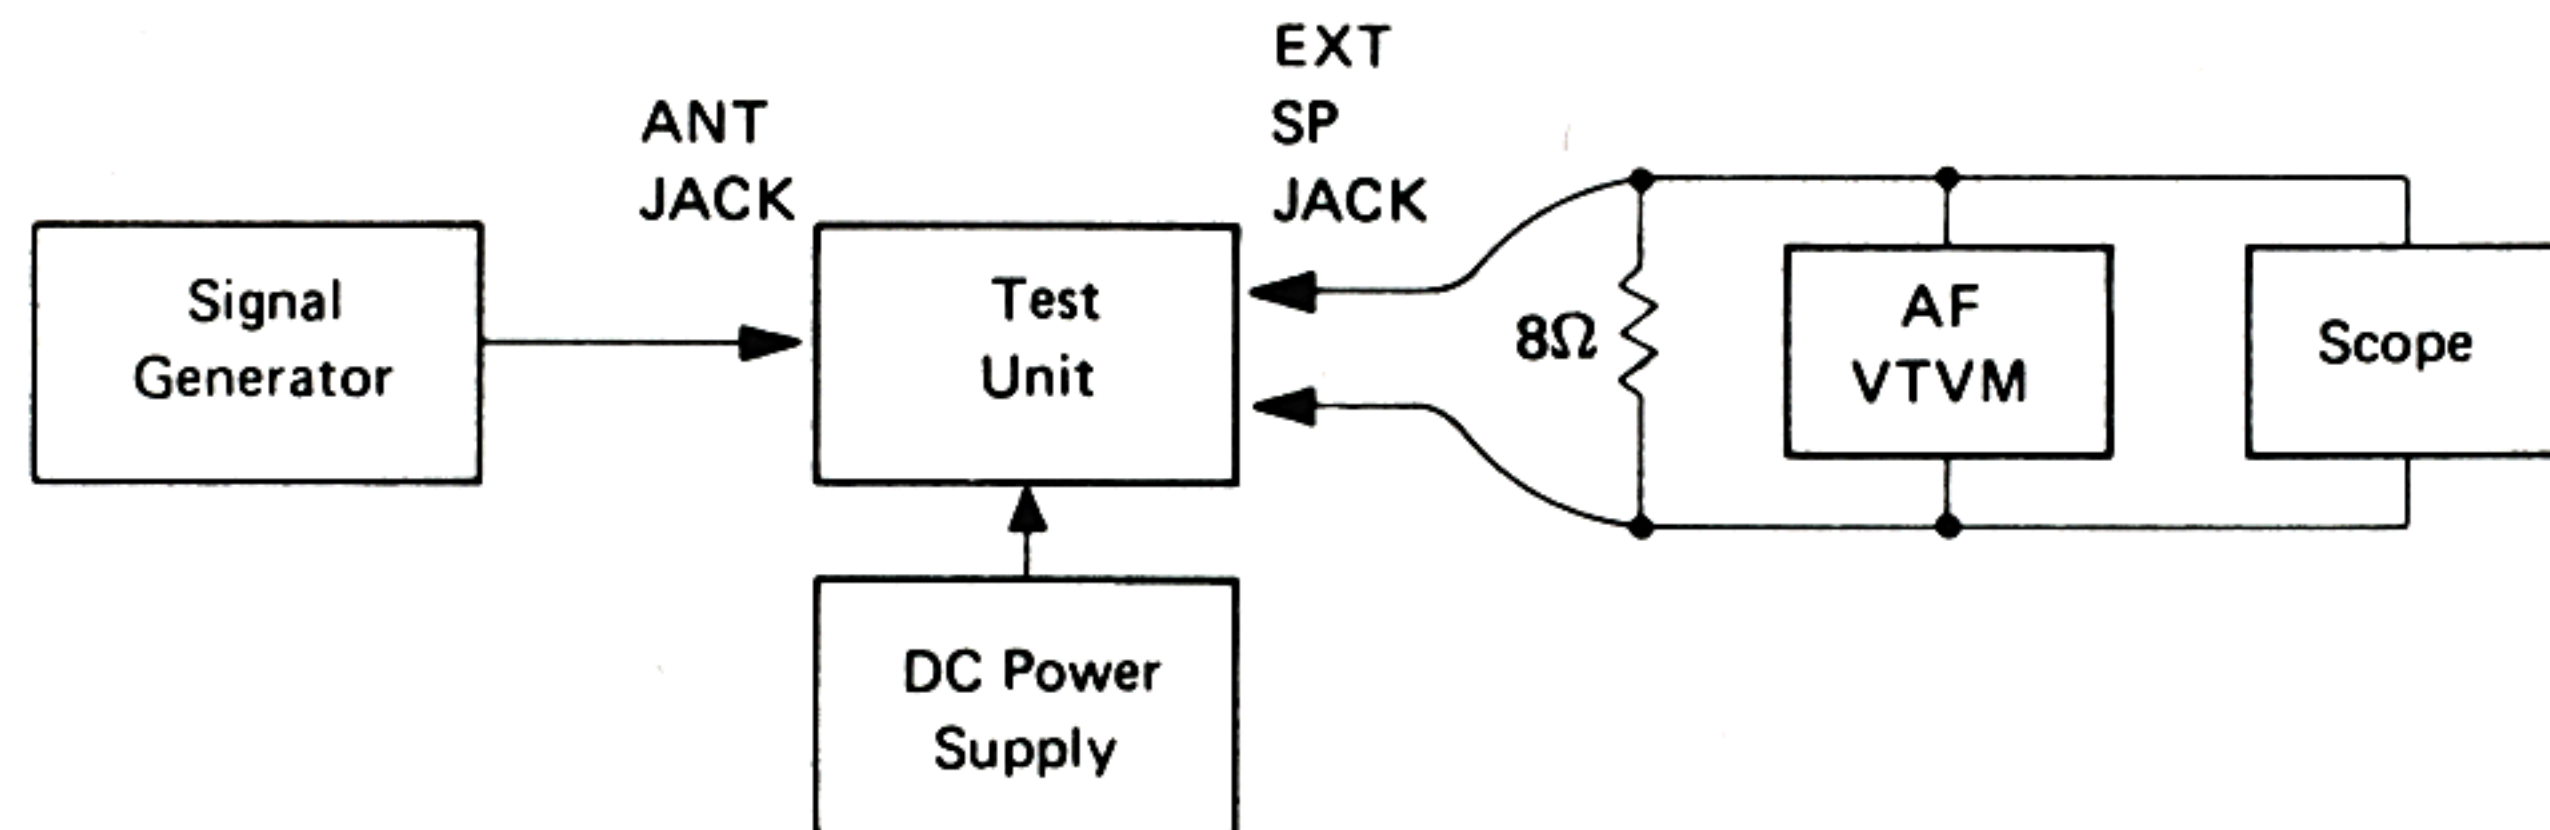 EXT
SP
JACK
ANT
JACK
Signal
Generator
Test
Unit
8Ω
AF
VTVM
Scope
DC Power
Supply